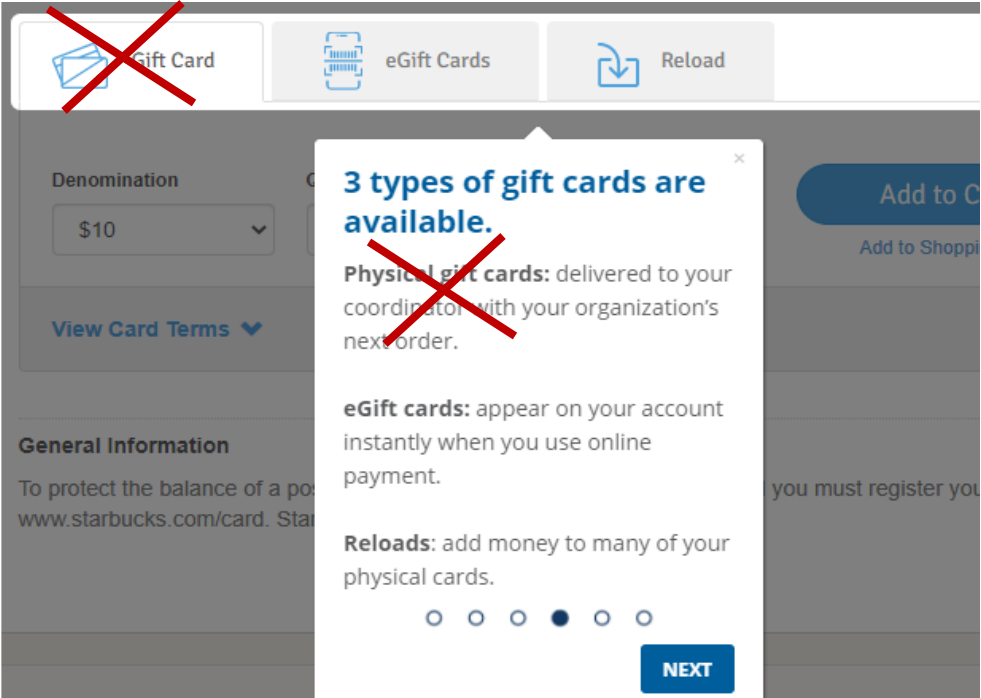 Gift Card
eGift Cards
Reload
Denomination
$10
Add to C
Add to Shoppi
View Card Terms
×
3 types of gift cards are
available.
Physical gift cards: delivered to your
coordinator with your organization's
next order.
eGift cards: appear on your account
instantly when you use online
payment.
Reloads: add money to many of your
physical cards.
NEXT
General Information
To protect the balance of a po
you must register you
www.starbucks.com/card. Star